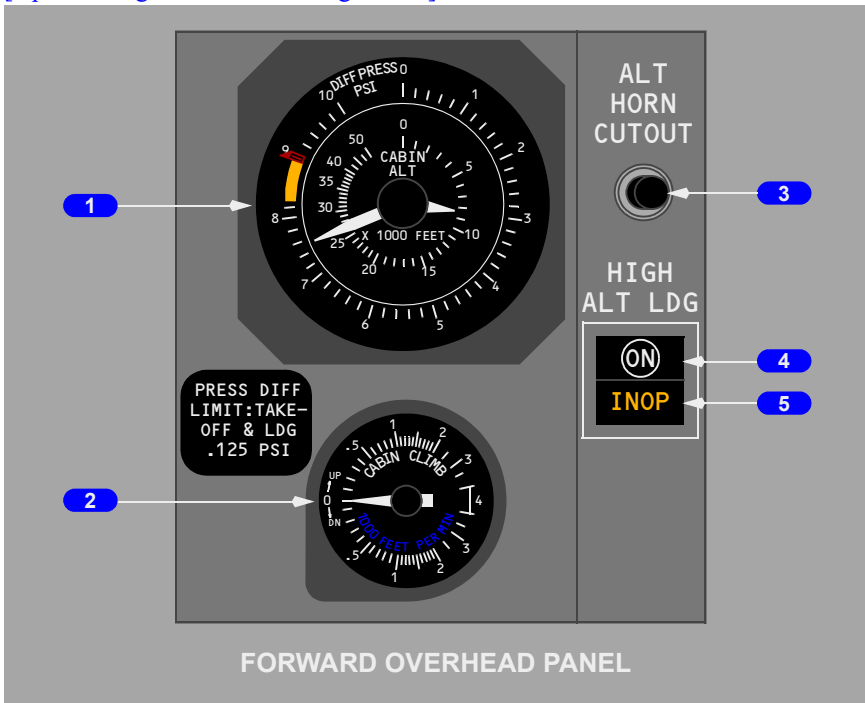 DIFF PRESS
PSI
0
1
2
3
4
5
6
7
8
9
10
CABIN
ALT
0
5
10
15
20
25
30
35
40
50
X 1000 FEET
ALT
HORN
CUTOUT
1
3
HIGH
ALT LDG
ON
INOP
4
5
PRESS DIFF
LIMIT:TAKE-
OFF & LDG
.125 PSI
CABIN CLIMB
1000 FEET PER MIN
UP
0
DN
.5
1
2
3
4
3
2
1
.5
2
FORWARD OVERHEAD PANEL